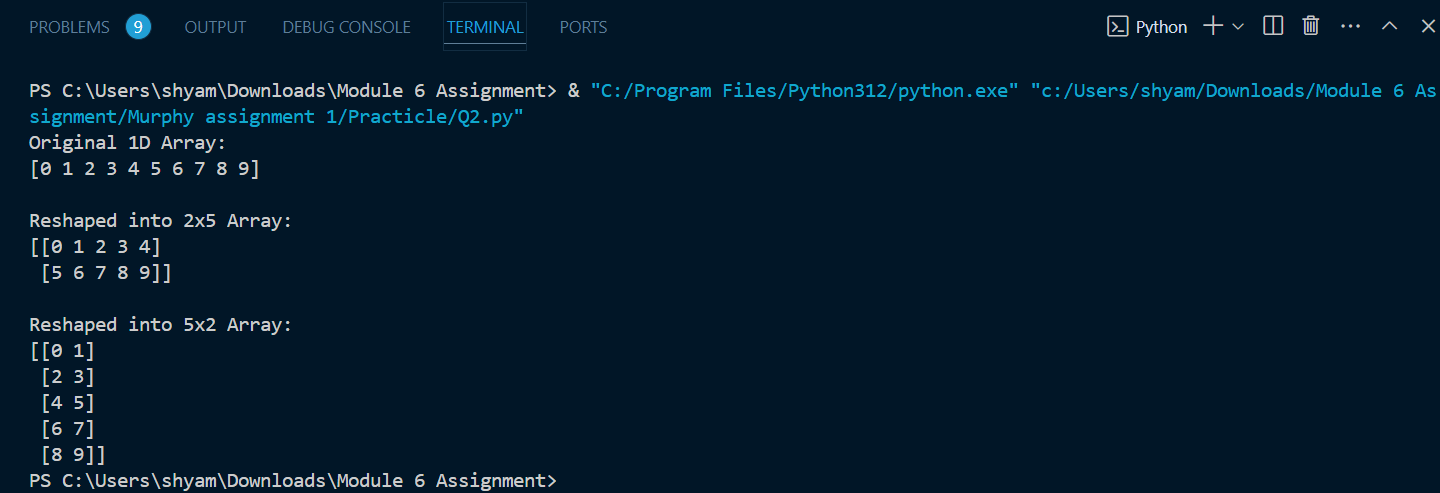 PROBLEMS 9 OUTPUT DEBUG CONSOLE TERMINAL PORTS Python
PS C:\Users\shyam\Downloads\Module 6 Assignment> & "C:/Program Files/Python312/python.exe" "c:/Users/shyam/Downloads/Module 6 As
signment/Murphy assignment 1/Practicle/Q2.py"
Original 1D Array:
[0 1 2 3 4 5 6 7 8 9]
Reshaped into 2x5 Array:
[[0 1 2 3 4]
 [5 6 7 8 9]]
Reshaped into 5x2 Array:
[[0 1]
 [2 3]
 [4 5]
 [6 7]
 [8 9]]
PS C:\Users\shyam\Downloads\Module 6 Assignment>